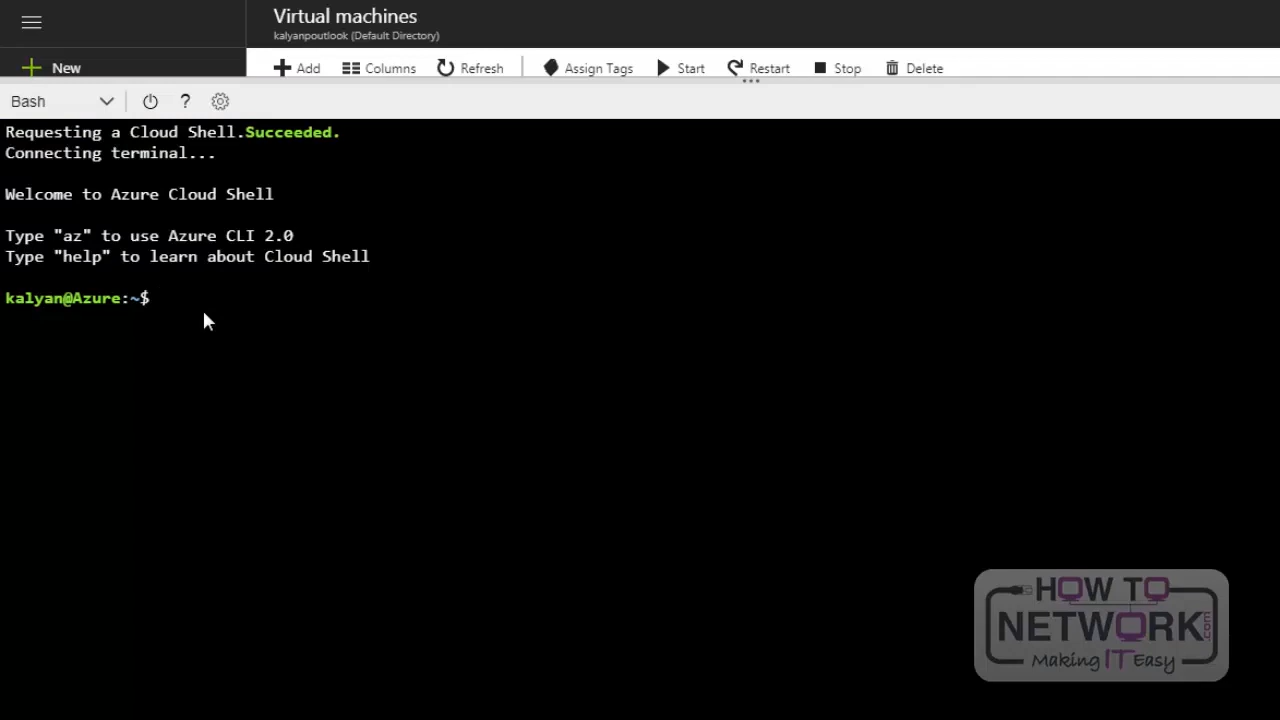 Virtual machines
kalyanpoutlook (Default Directory)
New
Add Columns Refresh Assign Tags Start Restart Stop Delete
Bash ?
Requesting a Cloud Shell.Succeeded.
Connecting terminal...
Welcome to Azure Cloud Shell
Type "az" to use Azure CLI 2.0
Type "help" to learn about Cloud Shell
kalyan@Azure:~$
HOW TO
NETWORK.com
Making IT Easy